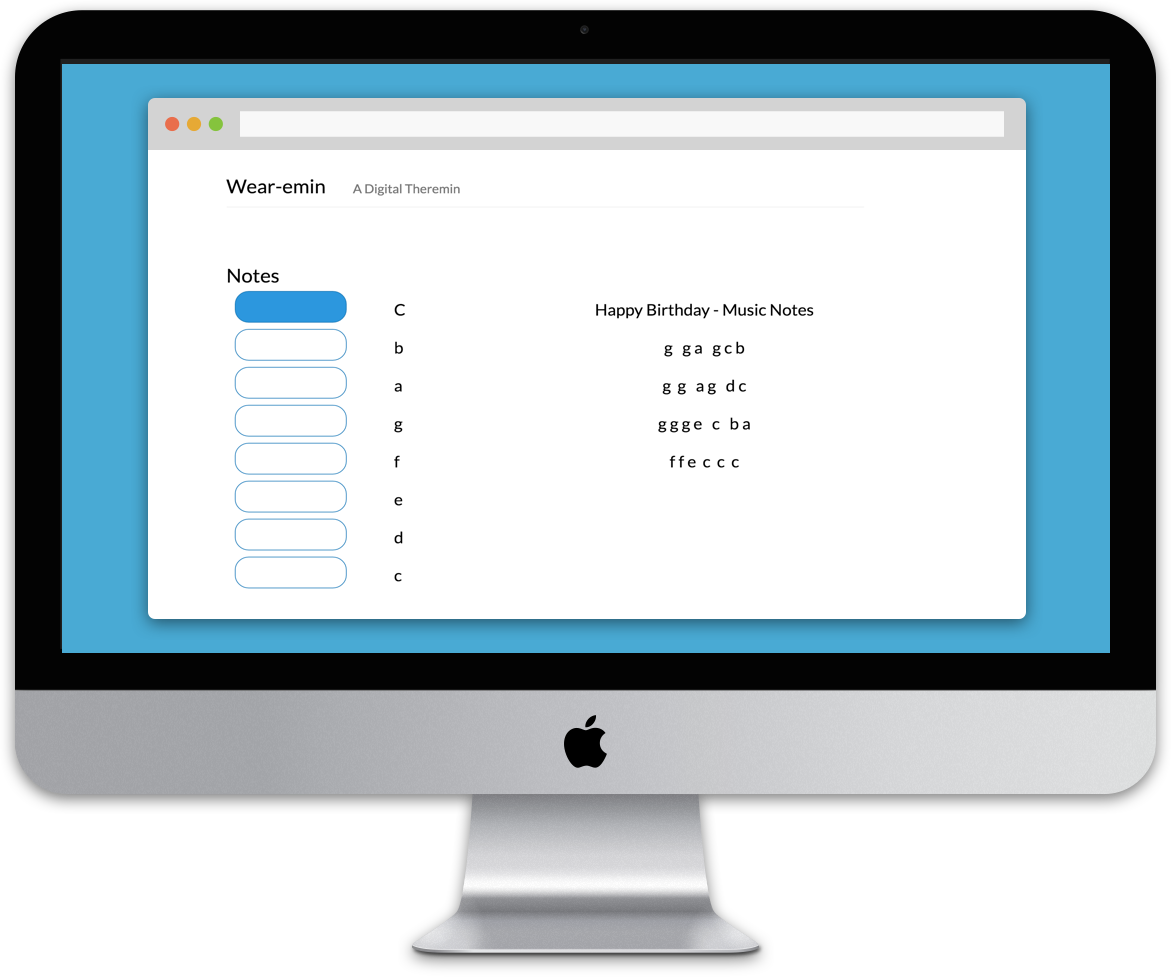 Wear-emin A Digital Theremin
Notes
C
b
a
g
f
e
d
c
Happy Birthday - Music Notes
g ga gcb
g g ag dc
ggge c ba
ffe c c c